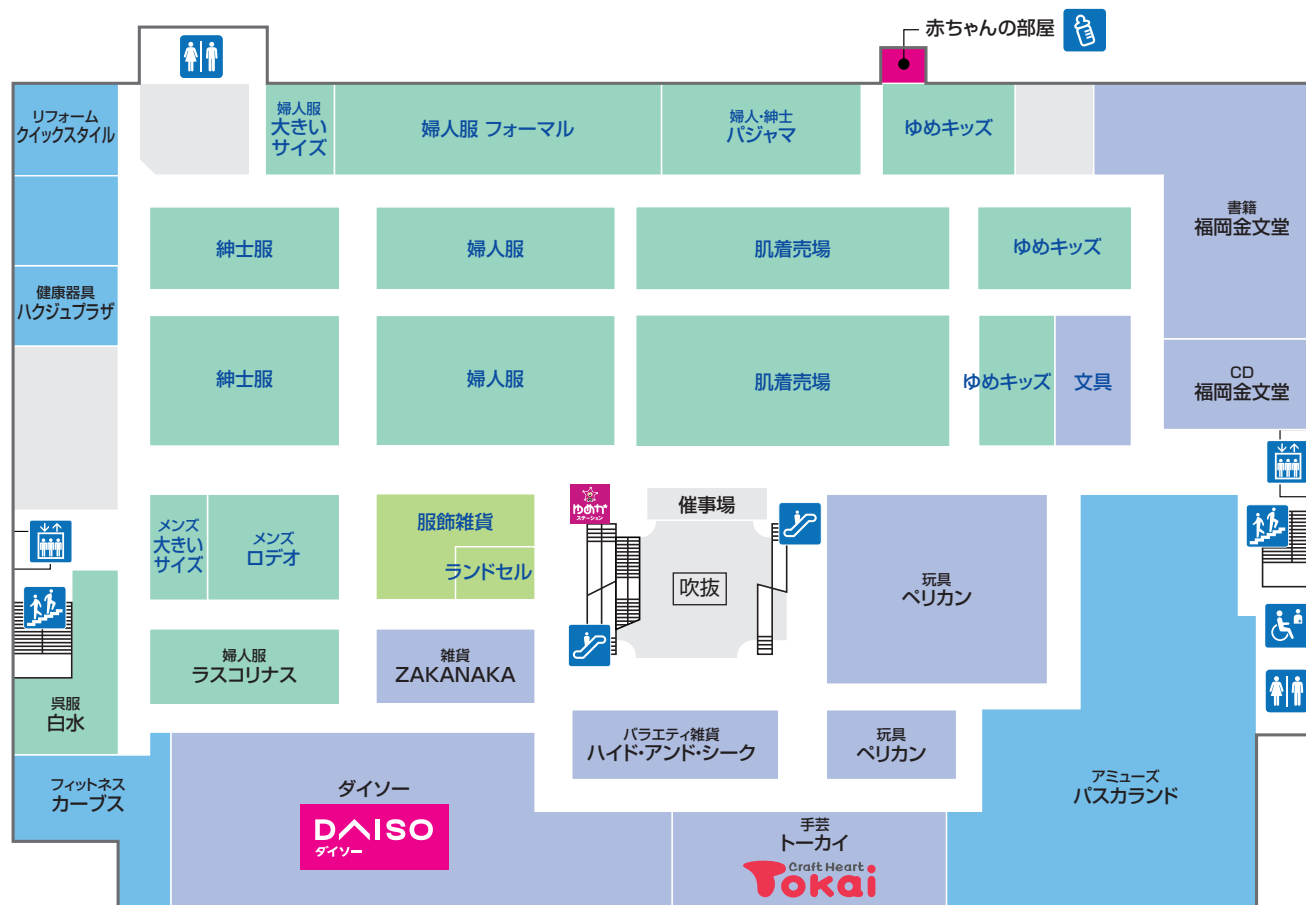 赤ちゃんの部屋
リフォーム
クイックスタイル
婦人服
大きい
サイズ
婦人服 フォーマル
婦人・紳士
パジャマ
ゆめキッズ
書籍
福岡金文堂
紳士服
婦人服
肌着売場
ゆめキッズ
健康器具
ハクジュプラザ
紳士服
婦人服
肌着売場
ゆめキッズ
文具
CD
福岡金文堂
メンズ
大きい
サイズ
メンズ
ロデオ
服飾雑貨
ランドセル
ゆめか
ステーション
催事場
吹抜
玩具
ペリカン
婦人服
ラスコリナス
雑貨
ZAKANAKA
呉服
白水
バラエティ雑貨
ハイド・アンド・シーク
玩具
ペリカン
フィットネス
カーブス
ダイソー
DAISO
ダイソー
手芸
トーカイ
Craft Heart
Tokai
アミューズ
パスカランド